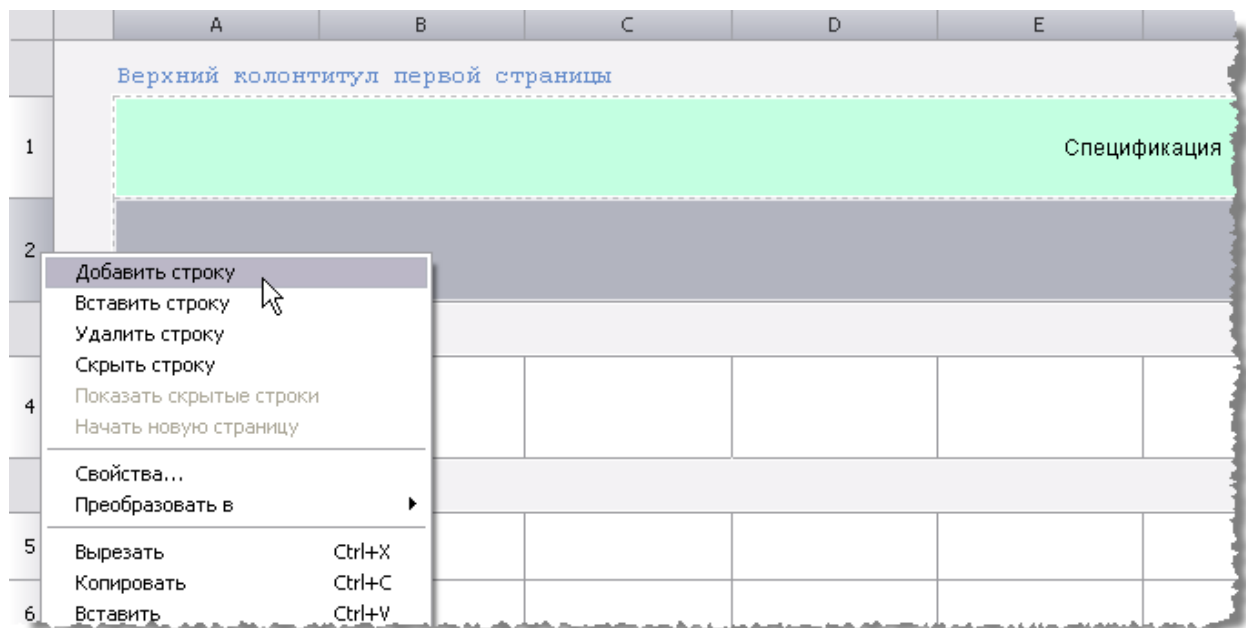 A B C D E
Верхний колонтитул первой страницы
1
Спецификация
2
Добавить строку
Вставить строку
Удалить строку
Скрыть строку
Показать скрытые строки
4
Начать новую страницу
Свойства...
Преобразовать в
5
Вырезать Ctrl+X
Копировать Ctrl+C
6
Вставить Ctrl+V